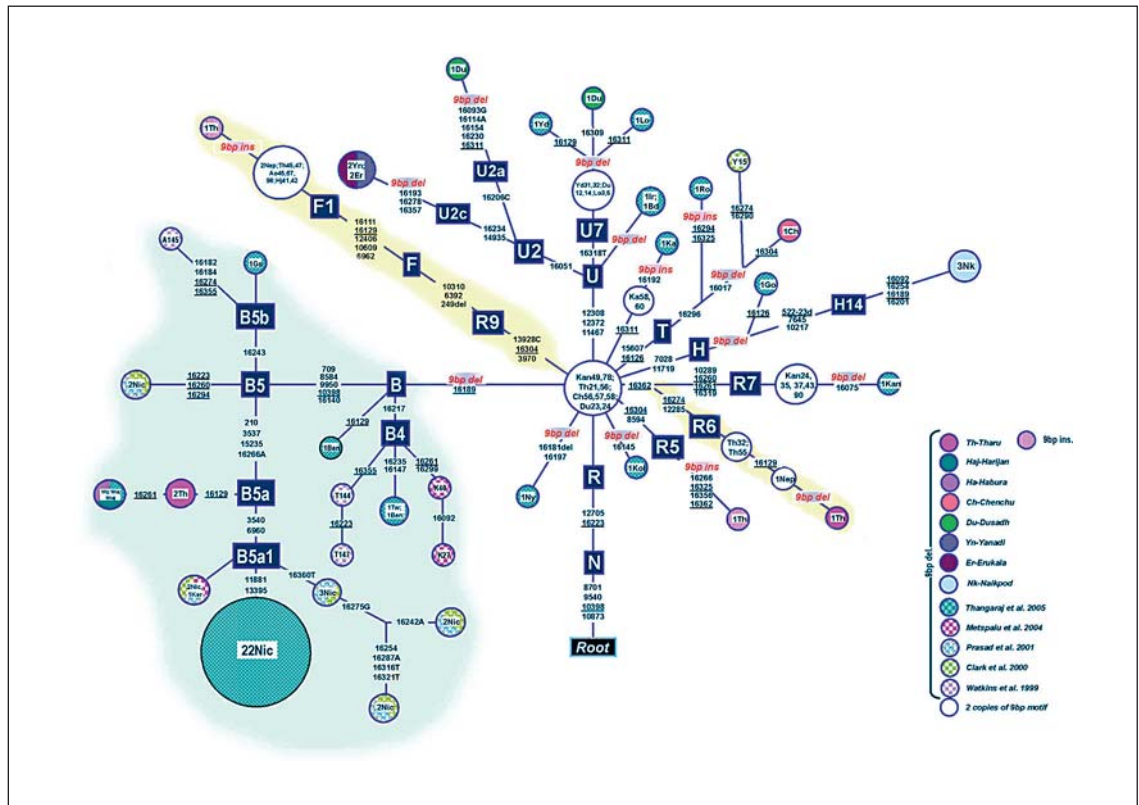 1Th
9bp ins
2Nep;Th45,47;
F1
16111
16129
12406
10609
6962
F
10310
6392
249del
R9
13928C
16304
3970
1Du
9bp del
16093G
16114A
16154
16230
16311
U2a
16206C
2Yn;
2Er
9bp del
16193
16278
16357
U2c
16234
14935
U2
16051
1Yd
16129
1Du
16309
1Lo
16311
9bp del
Yd31,32;Du
12,14,Lo3,5
U7
16318T
U
12308
12372
11467
1Ir;
1Bd
9bp del
1Ka
9bp ins
16192
Ka58,
60
16311
1Ro
9bp ins
16294
16325
Y15
16274
16290
1Ch
16304
9bp del
16017
16296
T
15607
16126
1Go
16126
9bp del
H
7028
11719
522-23d
7645
10217
H14
16092
16254
16189
16201
3Nk
A145
16182
16184
16274
16355
1Go
B5b
16243
2Nic
16223
16260
16294
B5
709
8584
9950
10398
16140
B
9bp del
16189
Kan49,78;
Th21,56;
Ch56,57,58;
Du23,24
10289
16260
16261
16319
R7
Kan24,
35, 37,43,
90
9bp del
16075
1Kan
16362
16274
12285
R6
Th32;
Th55
16129
1Nep
9bp del
1Th
16304
8594
R5
9bp ins
16266
16325
16356
16362
1Th
9bp del
16145
1Kol
9bp del
16181del
16197
1Ny
R
12705
16223
N
8701
9540
10398
10873
Root
16129
1Ben
16217
B4
16355
T144
16223
T147
16235
16147
1Tw;
1Ben
16261
16299
K46
16092
K27
210
3537
15235
16266A
B5a
16129
2Th
16261
3540
6960
B5a1
2Nic
1Kar
11881
13395
22Nic
16360T
3Nic
16275G
16242A
2Nic
16254
16287A
16316T
16321T
2Nic
9bp del.
Th-Tharu
9bp ins.
Haj-Harijan
Ha-Habura
Ch-Chenchu
Du-Dusadh
Yn-Yanadi
Er-Erukala
Nk-Naikpod
Thangaraj et al. 2005
Metspalu et al. 2004
Prasad et al. 2001
Clark et al. 2000
Watkins et al. 1999
2 copies of 9bp motif